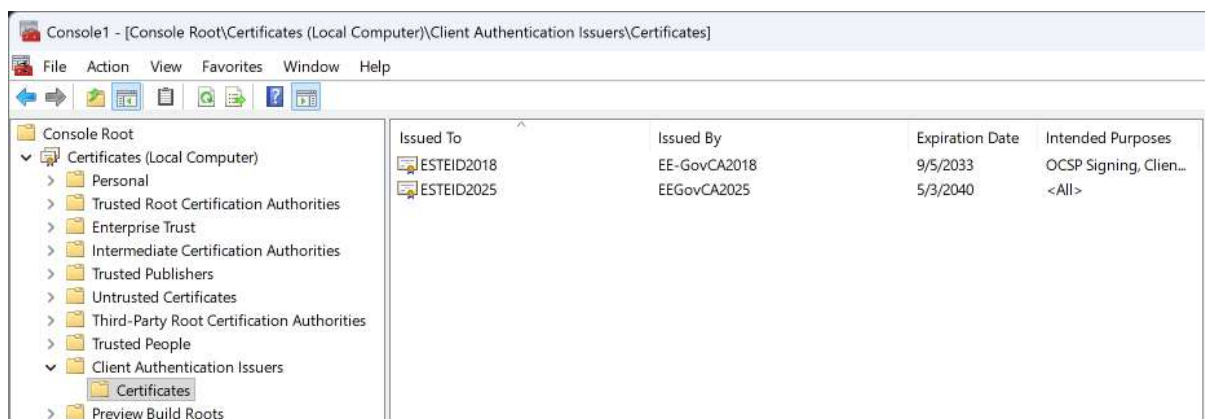 Console1 - [Console Root\Certificates (Local Computer)\Client Authentication Issuers\Certificates]
File Action View Favorites Window Help
Console Root
Certificates (Local Computer)
Personal
Trusted Root Certification Authorities
Enterprise Trust
Intermediate Certification Authorities
Trusted Publishers
Untrusted Certificates
Third-Party Root Certification Authorities
Trusted People
Client Authentication Issuers
Certificates
Preview Build Roots
Issued To Issued By Expiration Date Intended Purposes
ESTEID2018 EE-GovCA2018 9/5/2033 OCSP Signing, Clien...
ESTEID2025 EEGovCA2025 5/3/2040 <All>